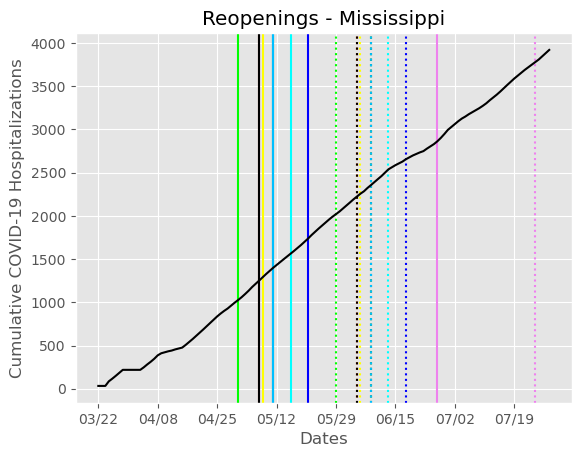 Reopenings - Mississippi
Cumulative COVID-19 Hospitalizations
4000
3500
3000
2500
2000
1500
1000
500
0
03/22 04/08 04/25 05/12 05/29 06/15 07/02 07/19
Dates